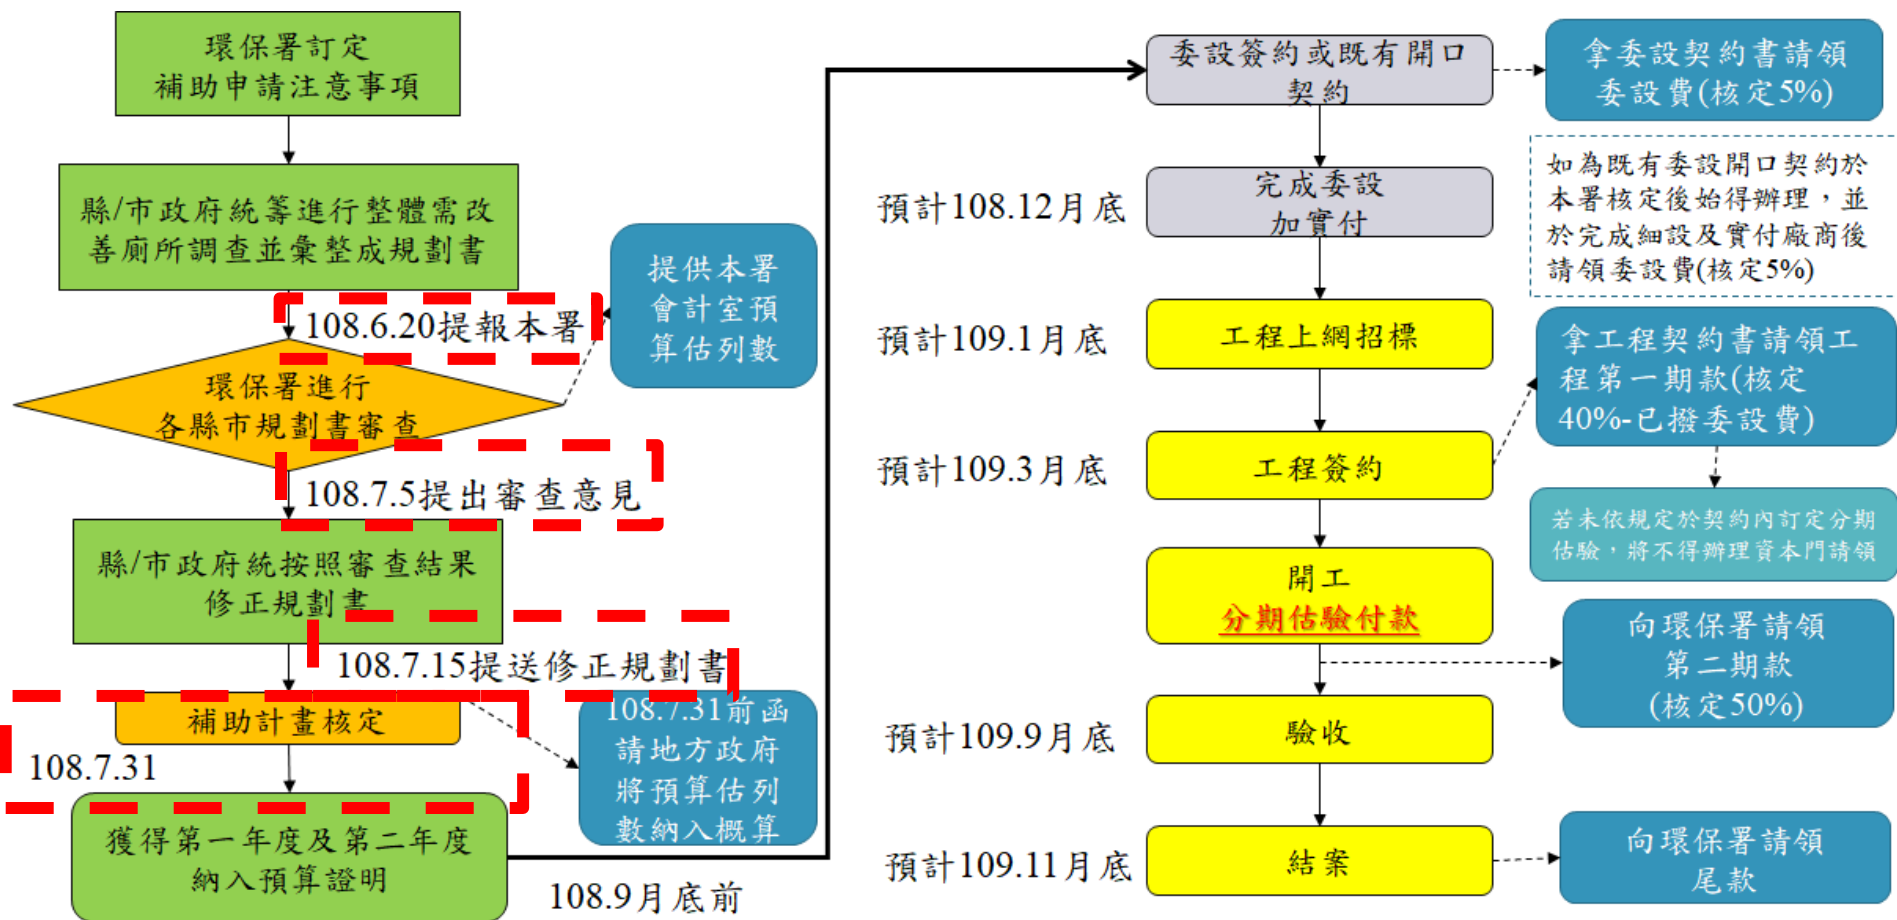 環保署訂定
補助申請注意事項
縣/市政府統籌進行整體需改
善廁所調查並彙整成規劃書
108.6.20提報本署
提供本署
會計室預
算估列數
環保署進行
各縣市規劃書審查
108.7.5提出審查意見
縣/市政府統按照審查結果
修正規劃書
108.7.15提送修正規劃書
補助計畫核定
108.7.31前函
請地方政府
將預算估列
數納入概算
108.7.31
獲得第一年度及第二年度
納入預算證明
108.9月底前
委設簽約或既有開口
契約
拿委設契約書請領
委設費(核定5%)
如為既有委設開口契約於
本署核定後始得辦理，並
於完成細設及實付廠商後
請領委設費(核定5%)
預計108.12月底
完成委設
加實付
預計109.1月底
工程上網招標
拿工程契約書請領工
程第一期款(核定
40%-已撥委設費)
預計109.3月底
工程簽約
若未依規定於契約內訂定分期
估驗，將不得辦理資本門請領
開工
分期估驗付款
向環保署請領
第二期款
(核定50%)
預計109.9月底
驗收
預計109.11月底
結案
向環保署請領
尾款